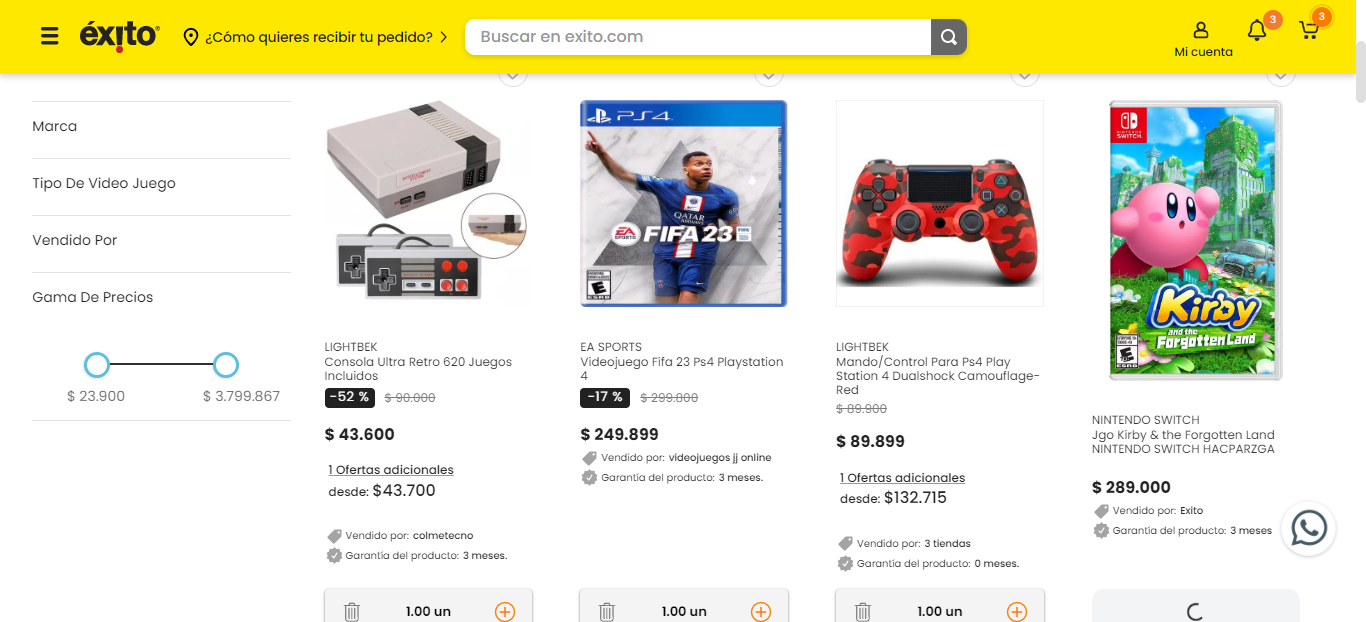 éxito
¿Cómo quieres recibir tu pedido?
Buscar en exito.com
Mi cuenta
3
3
Marca
Tipo De Video Juego
Vendido Por
Gama De Precios
$ 23.900
$ 3.799.867
LIGHTBEK
Consola Ultra Retro 620 Juegos
Incluidos
-52 %
$ 90.000
$ 43.600
1 Ofertas adicionales
desde: $43.700
Vendido por: colmetecno
Garantía del producto: 3 meses.
1.00 un
PS4
QATAR
AIRWAYS
EA
SPORTS
FIFA 23
E
ESRB
EA SPORTS
Videojuego Fifa 23 Ps4 Playstation
4
-17 %
$ 299.800
$ 249.899
Vendido por: videojuegos jj online
Garantía del producto: 3 meses.
1.00 un
LIGHTBEK
Mando/Control Para Ps4 Play
Station 4 Dualshock Camouflage-
Red
$ 89.900
$ 89.899
1 Ofertas adicionales
desde: $132.715
Vendido por: 3 tiendas
Garantía del producto: 0 meses.
1.00 un
NINTENDO
SWITCH
Kirby
and the
Forgotten Land
E
ESRB
NINTENDO SWITCH
Jgo Kirby & the Forgotten Land
NINTENDO SWITCH HACPARZGA
$ 289.000
Vendido por: Exito
Garantía del producto: 3 meses